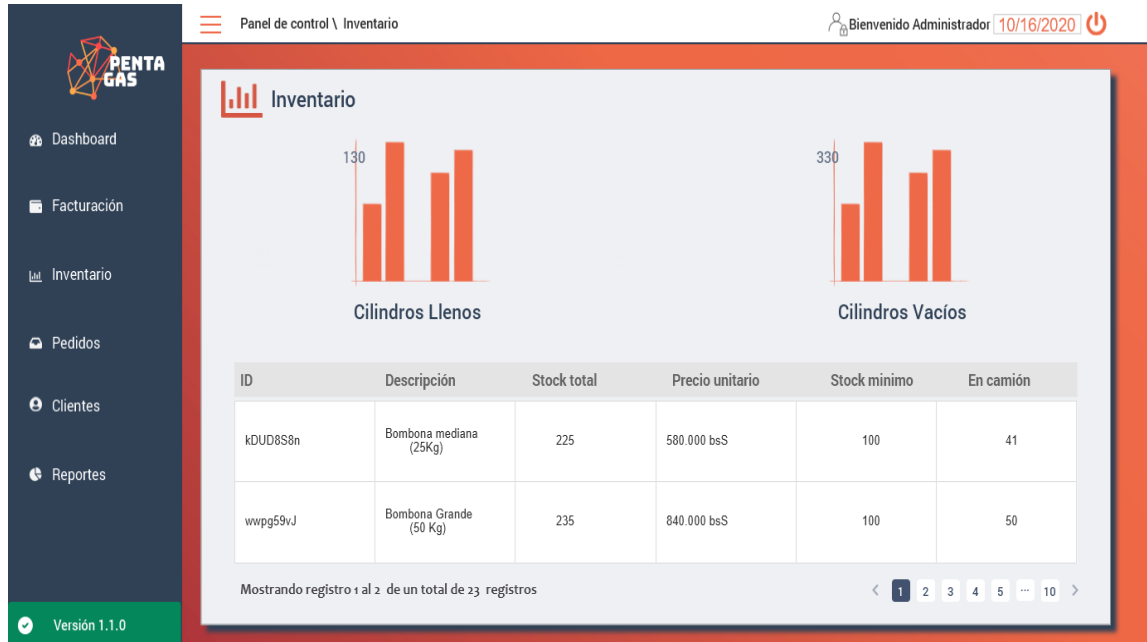 Panel de control \ Inventario
Bienvenido Administrador 10/16/2020
PENTA
GAS
Dashboard
Facturación
Inventario
Pedidos
Clientes
Reportes
Versión 1.1.0
Inventario
130
Cilindros Llenos
330
Cilindros Vacíos
ID Descripción Stock total Precio unitario Stock minimo En camión
kDUD8S8n Bombona mediana (25Kg) 225 580.000 bsS 100 41
wwpg59vJ Bombona Grande (50 Kg) 235 840.000 bsS 100 50
Mostrando registro 1 al 2 de un total de 23 registros
< 1 2 3 4 5 ... 10 >